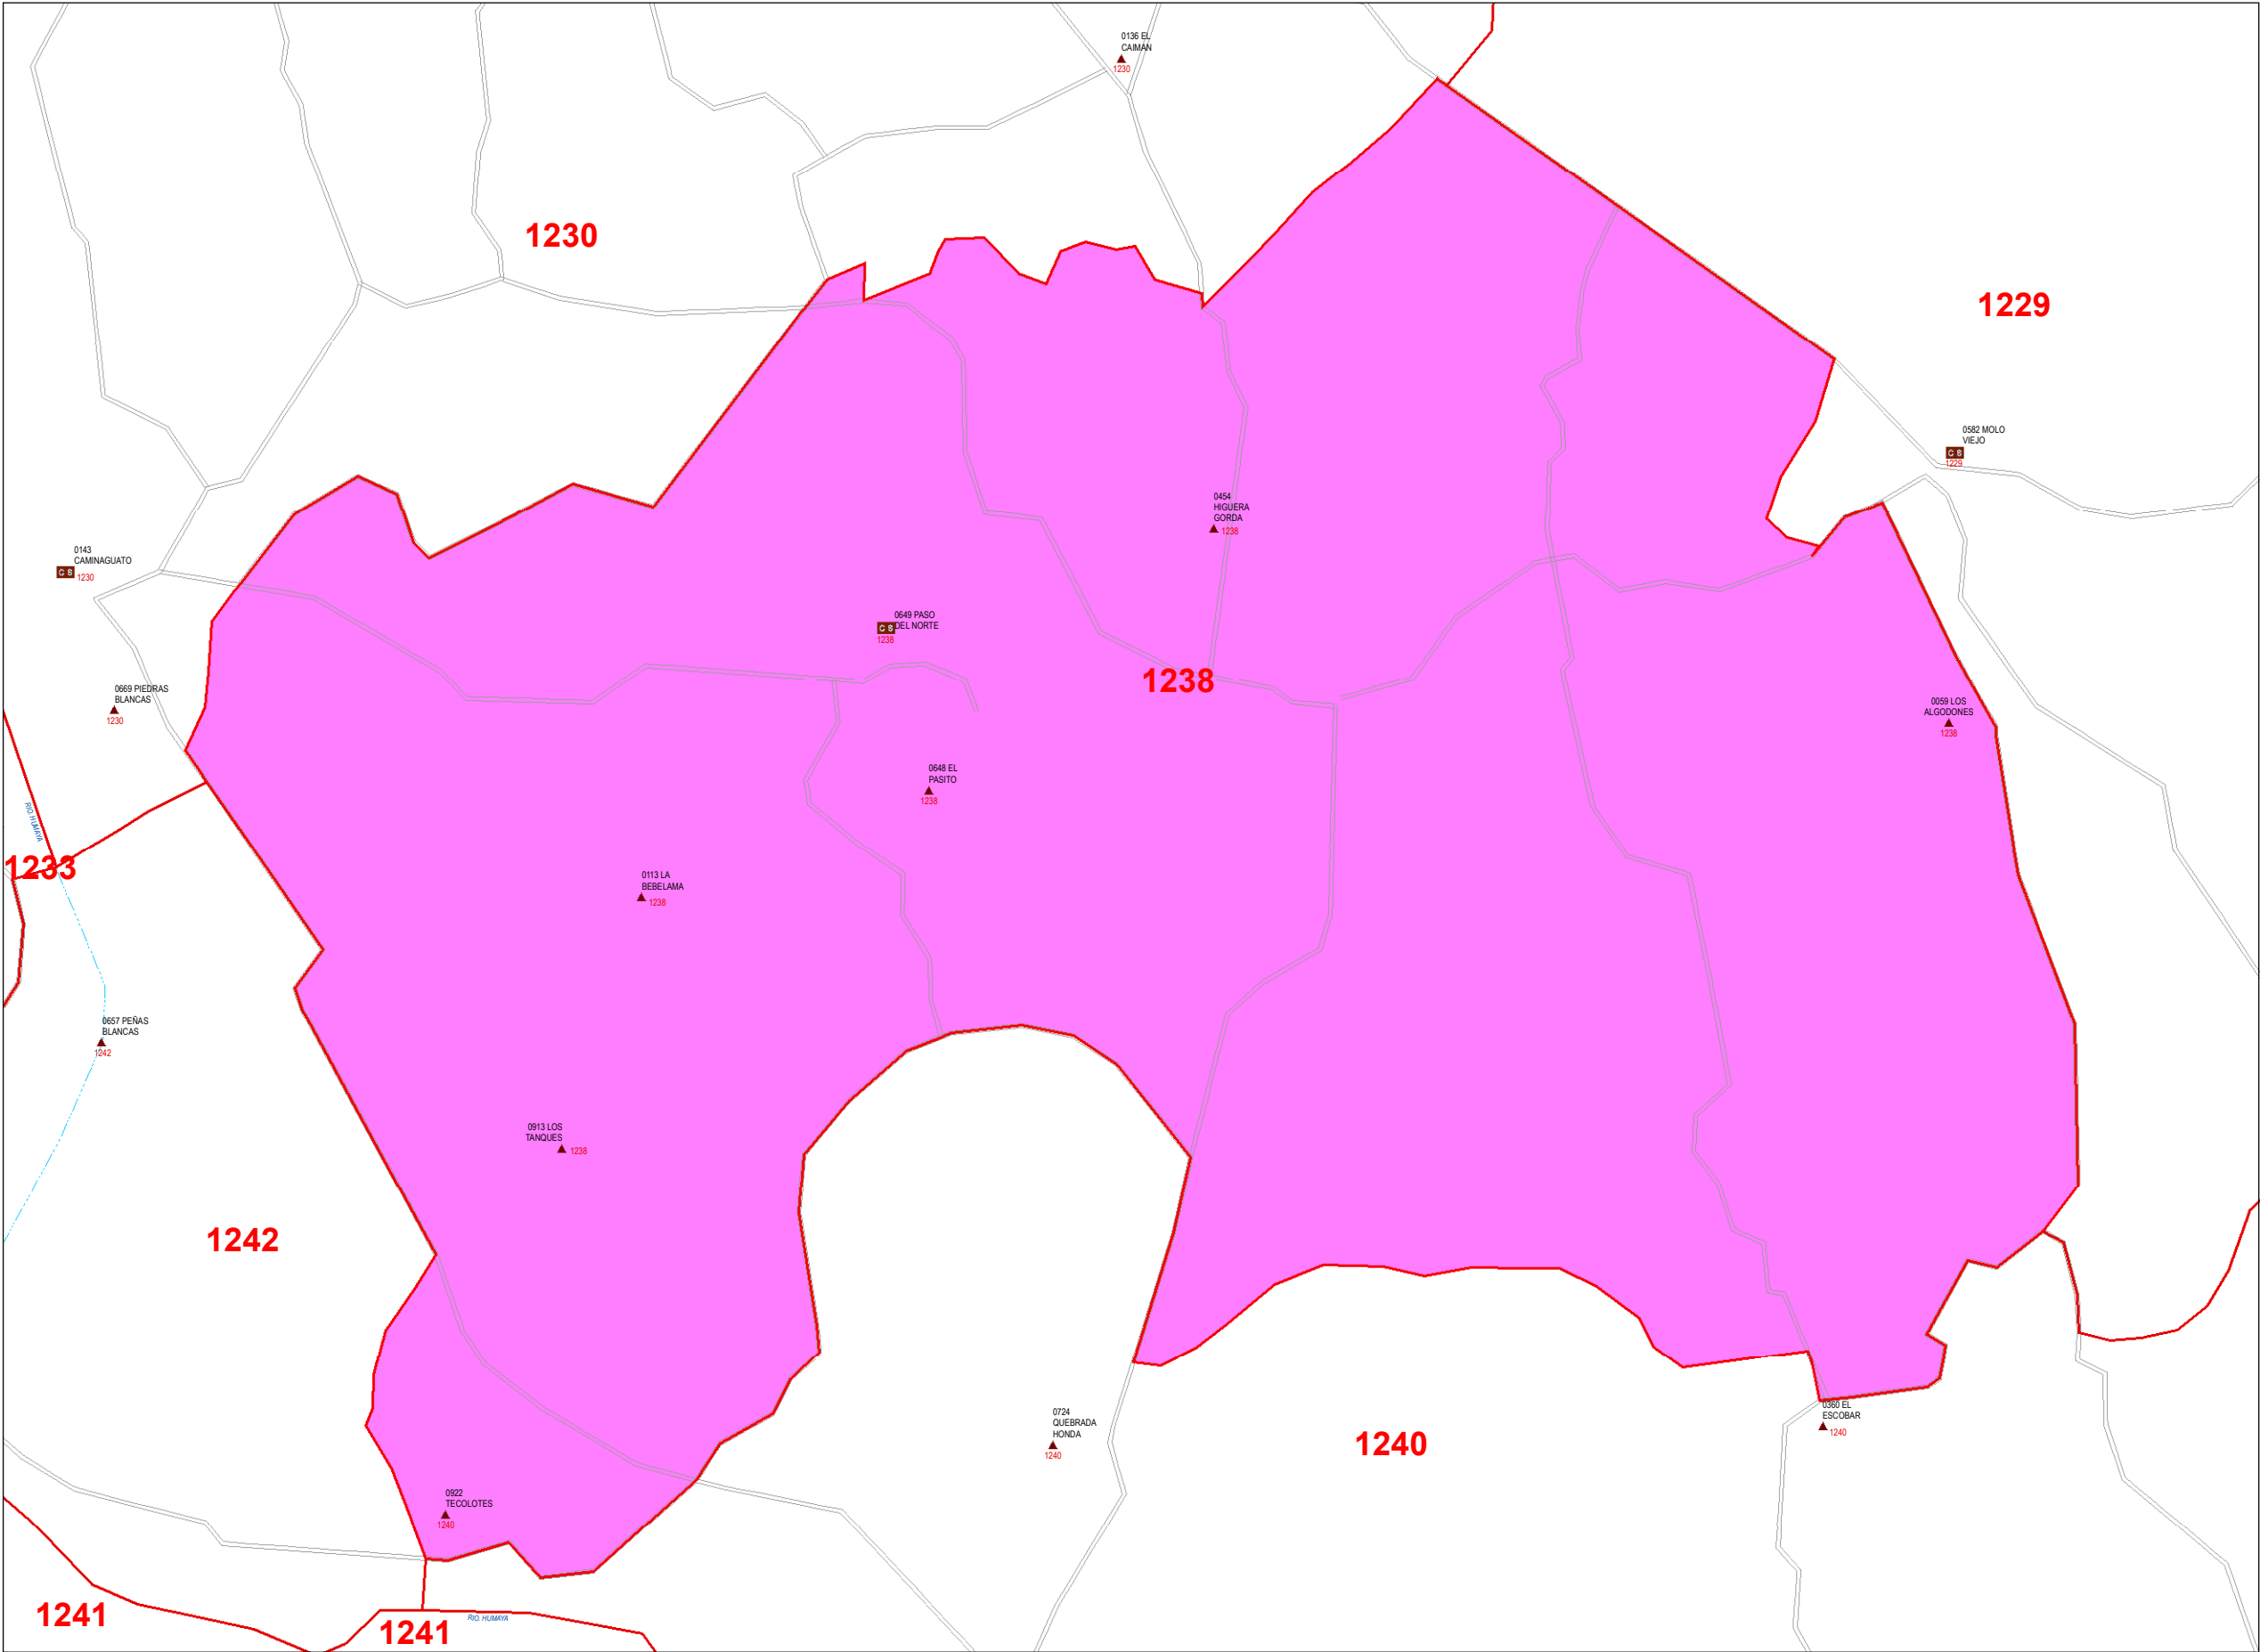 0136 EL
CAIMAN
1230
1230
1229
0582 MOLO
VIEJO
C S
1229
0454
HIGUERA
GORDA
1238
0143
CAMINAGUATO
C S
1230
0649 PASO
DEL NORTE
C S
1238
1238
0669 PIEDRAS
BLANCAS
1230
0059 LOS
ALGODONES
1238
0648 EL
PASITO
1238
RIO. HUMAYA
1233
0113 LA
BEBELAMA
1238
0657 PEÑAS
BLANCAS
1242
0913 LOS
TANQUES
1238
1242
0724
QUEBRADA
HONDA
1240
1240
0360 EL
ESCOBAR
1240
0922
TECOLOTES
1240
1241
RIO. HUMAYA
1241